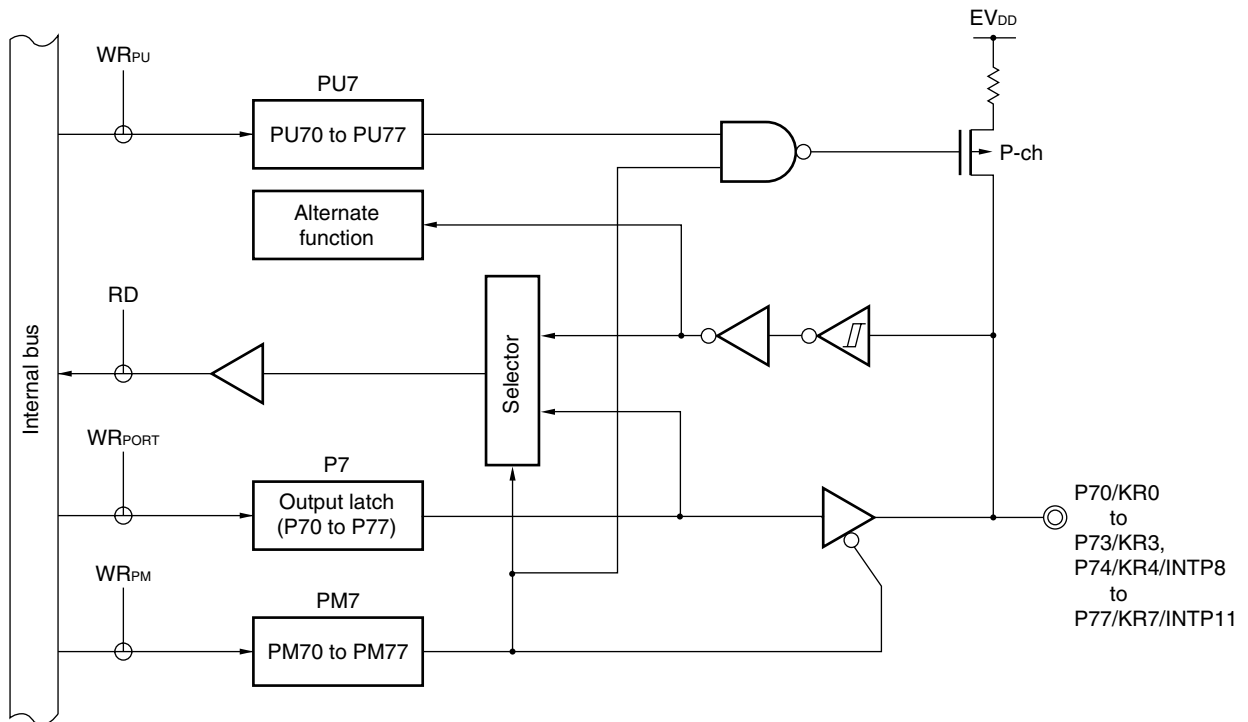 EVDD
WRPU
PU7
PU70 to PU77
P-ch
Alternate
function
RD
Internal bus
Selector
WRPORT
P7
Output latch
(P70 to P77)
P70/KR0
to
P73/KR3,
P74/KR4/INTP8
to
P77/KR7/INTP11
WRPM
PM7
PM70 to PM77